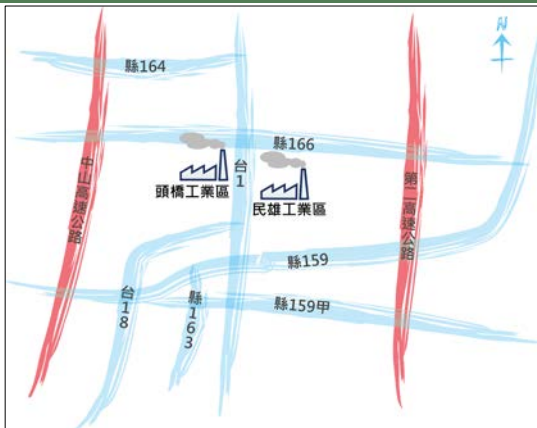 N
縣164
縣166
中山高速公路
台1
第二高速公路
頭橋工業區
民雄工業區
縣159
台18
縣163
縣159甲